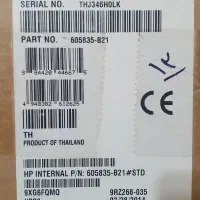 SERIAL NO. THJ346H0LK
PART NO. 605835-B21
8 84420 44667 5
4 948382 612625
CE
TH
PRODUCT OF THAILAND
HP INTERNAL P/N: 605835-B21#STD
9XG6FQMQ 9RZ268-035